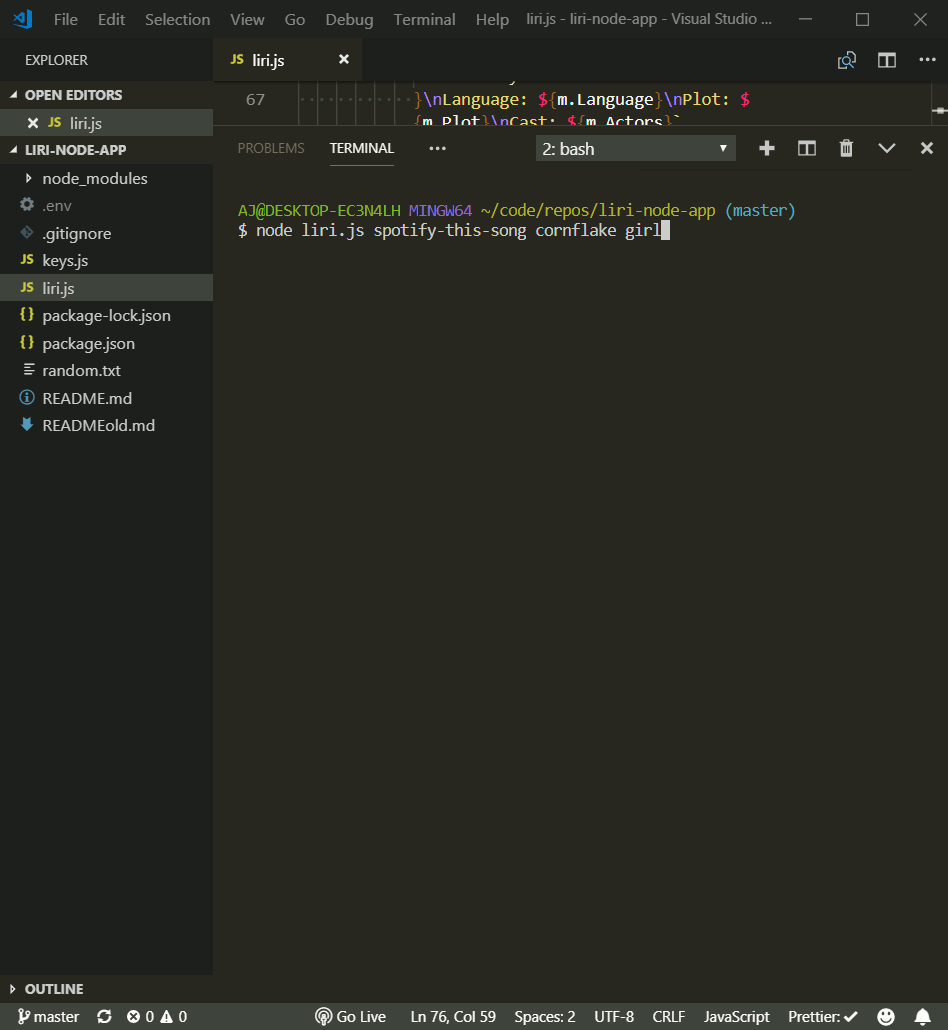 File Edit Selection View Go Debug Terminal Help liri.js - liri-node-app - Visual Studio ...
EXPLORER
OPEN EDITORS
JS liri.js
LIRI-NODE-APP
node_modules
.env
.gitignore
JS keys.js
JS liri.js
{} package-lock.json
{} package.json
random.txt
README.md
READMEold.md
OUTLINE
JS liri.js
67 }\nLanguage: ${m.Language}\nPlot: $
{m.Plot}\nCast: ${m.Actors}`
PROBLEMS TERMINAL ... 2: bash
AJ@DESKTOP-EC3N4LH MINGW64 ~/code/repos/liri-node-app (master)
$ node liri.js spotify-this-song cornflake girl
master 0 0 Go Live Ln 76, Col 59 Spaces: 2 UTF-8 CRLF JavaScript Prettier: ✓